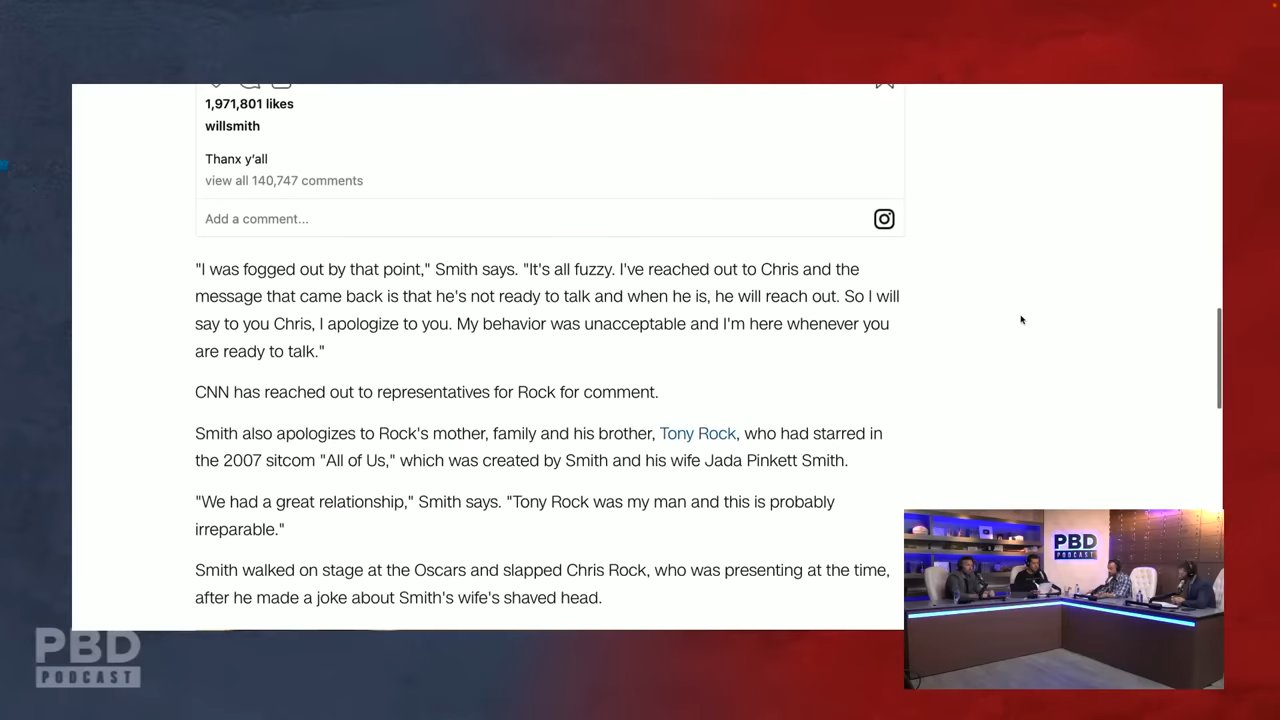 1,971,801 likes
willsmith
Thanx y'all
view all 140,747 comments
Add a comment...
"I was fogged out by that point," Smith says. "It's all fuzzy. I've reached out to Chris and the
message that came back is that he's not ready to talk and when he is, he will reach out. So I will
say to you Chris, I apologize to you. My behavior was unacceptable and I'm here whenever you
are ready to talk."
CNN has reached out to representatives for Rock for comment.
Smith also apologizes to Rock's mother, family and his brother, Tony Rock, who had starred in
the 2007 sitcom "All of Us," which was created by Smith and his wife Jada Pinkett Smith.
"We had a great relationship," Smith says. "Tony Rock was my man and this is probably
irreparable."
Smith walked on stage at the Oscars and slapped Chris Rock, who was presenting at the time,
after he made a joke about Smith's wife's shaved head.
PBD
PODCAST
PBD
PODCAST